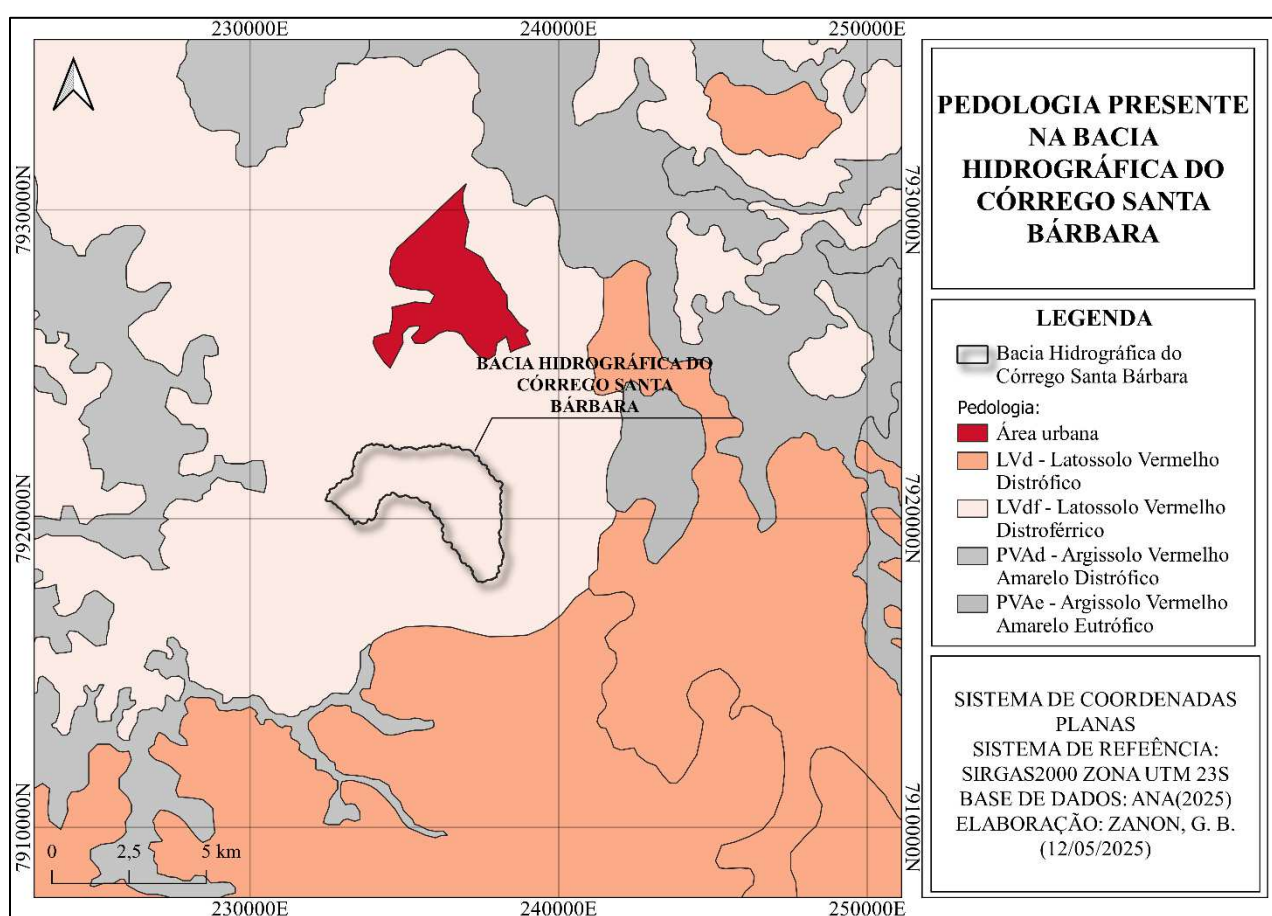 230000E
240000E
250000E
7930000N
7920000N
7910000N
BACIA HIDROGRÁFICA DO
CÓRREGO SANTA
BÁRBARA
0
2,5
5 km
230000E
240000E
250000E
7930000N
7920000N
7910000N
PEDOLOGIA PRESENTE
NA BACIA
HIDROGRÁFICA DO
CÓRREGO SANTA
BÁRBARA
LEGENDA
Bacia Hidrográfica do
Córrego Santa Bárbara
Pedologia:
Área urbana
LVd - Latossolo Vermelho
Distrófico
LVdf - Latossolo Vermelho
Distroférrico
PVAd - Argissolo Vermelho
Amarelo Distrófico
PVAe - Argissolo Vermelho
Amarelo Eutrófico
SISTEMA DE COORDENADAS
PLANAS
SISTEMA DE REFEÊNCIA:
SIRGAS2000 ZONA UTM 23S
BASE DE DADOS: ANA(2025)
ELABORAÇÃO: ZANON, G. B.
(12/05/2025)